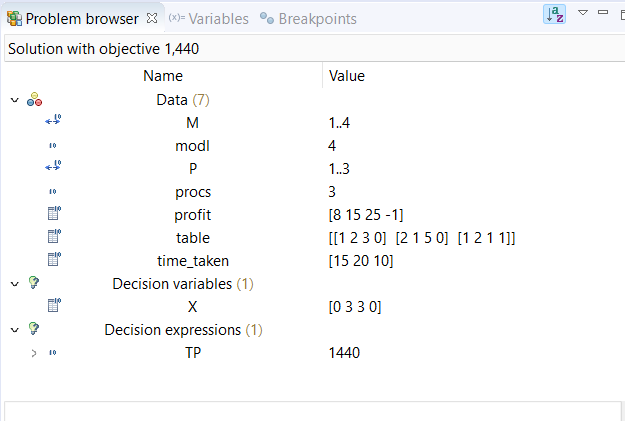 Problem browser (x)= Variables Breakpoints
Solution with objective 1,440
Name Value
Data (7)
M 1..4
modl 4
P 1..3
procs 3
profit [8 15 25 -1]
table [[1 2 3 0] [2 1 5 0] [1 2 1 1]]
time_taken [15 20 10]
Decision variables (1)
X [0 3 3 0]
Decision expressions (1)
TP 1440